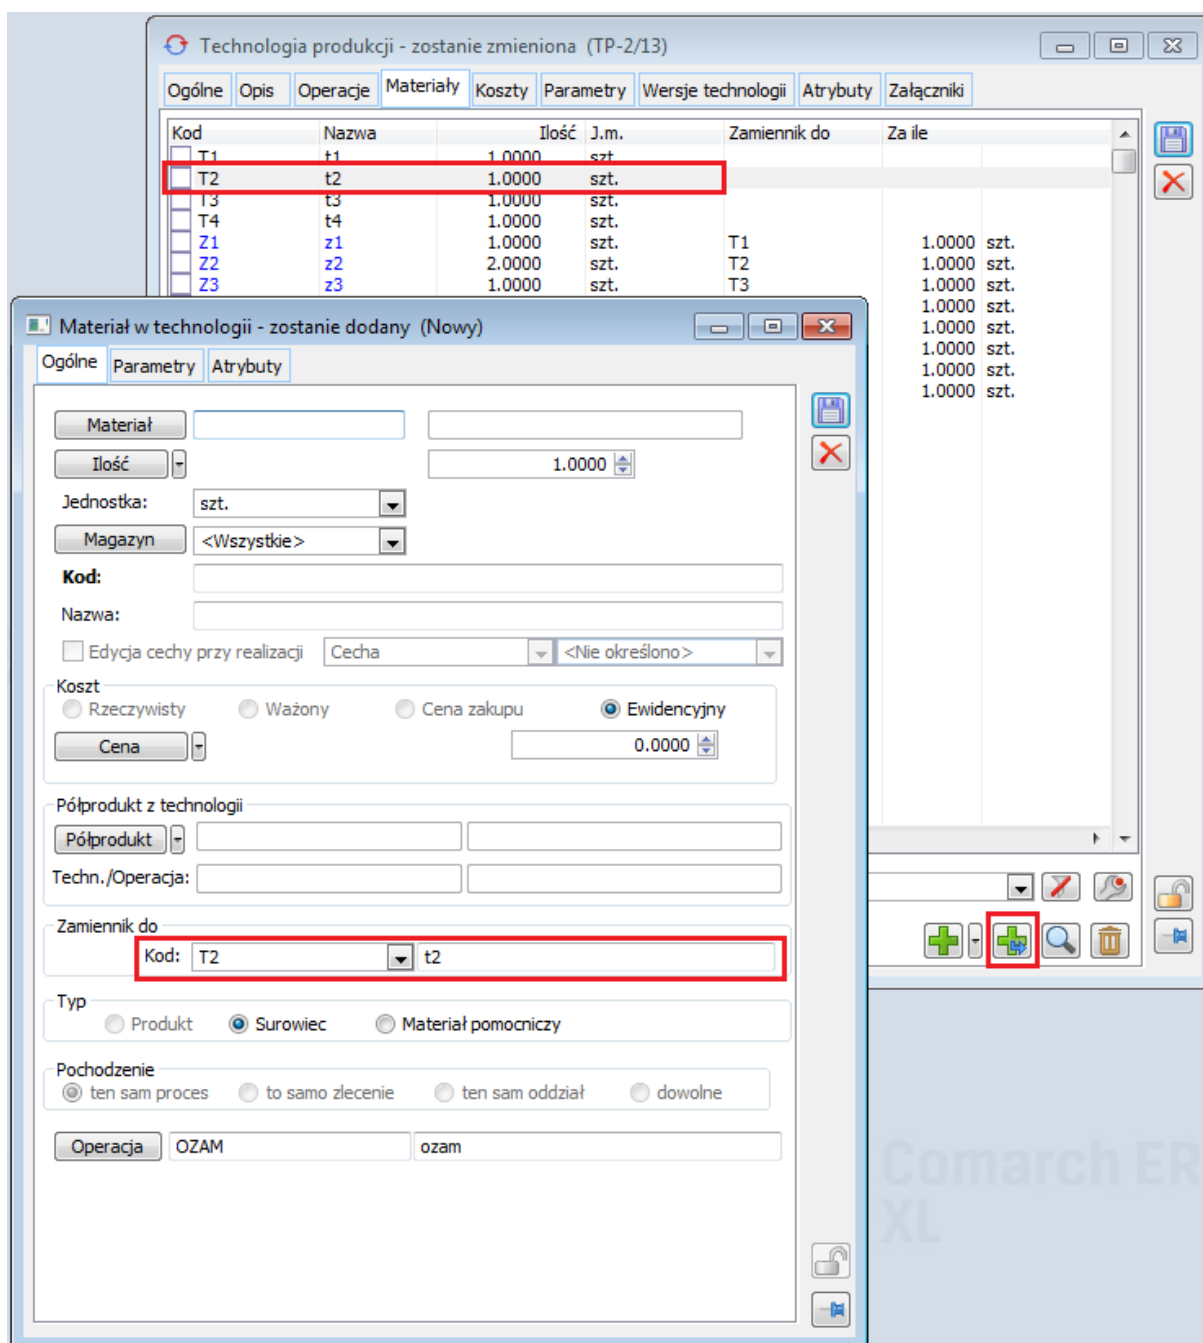 Technologia produkcji - zostanie zmieniona (TP-2/13)
Ogólne Opis Operacje Materiały Koszty Parametry Wersje technologii Atrybuty Załączniki
Kod Nazwa Ilość J.m. Zamiennik do Za ile
T1 t1 1.0000 szt.
T2 t2 1.0000 szt.
T3 t3 1.0000 szt.
T4 t4 1.0000 szt.
Z1 z1 1.0000 szt. T1 1.0000 szt.
Z2 z2 2.0000 szt. T2 1.0000 szt.
Z3 z3 1.0000 szt. T3 1.0000 szt.
1.0000 szt.
1.0000 szt.
1.0000 szt.
1.0000 szt.
1.0000 szt.
Materiał w technologii - zostanie dodany (Nowy)
Ogólne Parametry Atrybuty
Materiał
Ilość 1.0000
Jednostka: szt.
Magazyn <Wszystkie>
Kod:
Nazwa:
Edycja cechy przy realizacji Cecha <Nie określono>
Koszt
Rzeczywisty Ważony Cena zakupu Ewidencyjny
Cena 0.0000
Półprodukt z technologii
Półprodukt
Techn./Operacja:
Zamiennik do
Kod: T2 t2
Typ
Produkt Surowiec Materiał pomocniczy
Pochodzenie
ten sam proces to samo zlecenie ten sam oddział dowolne
Operacja OZAM ozam
Comarch ER
XL